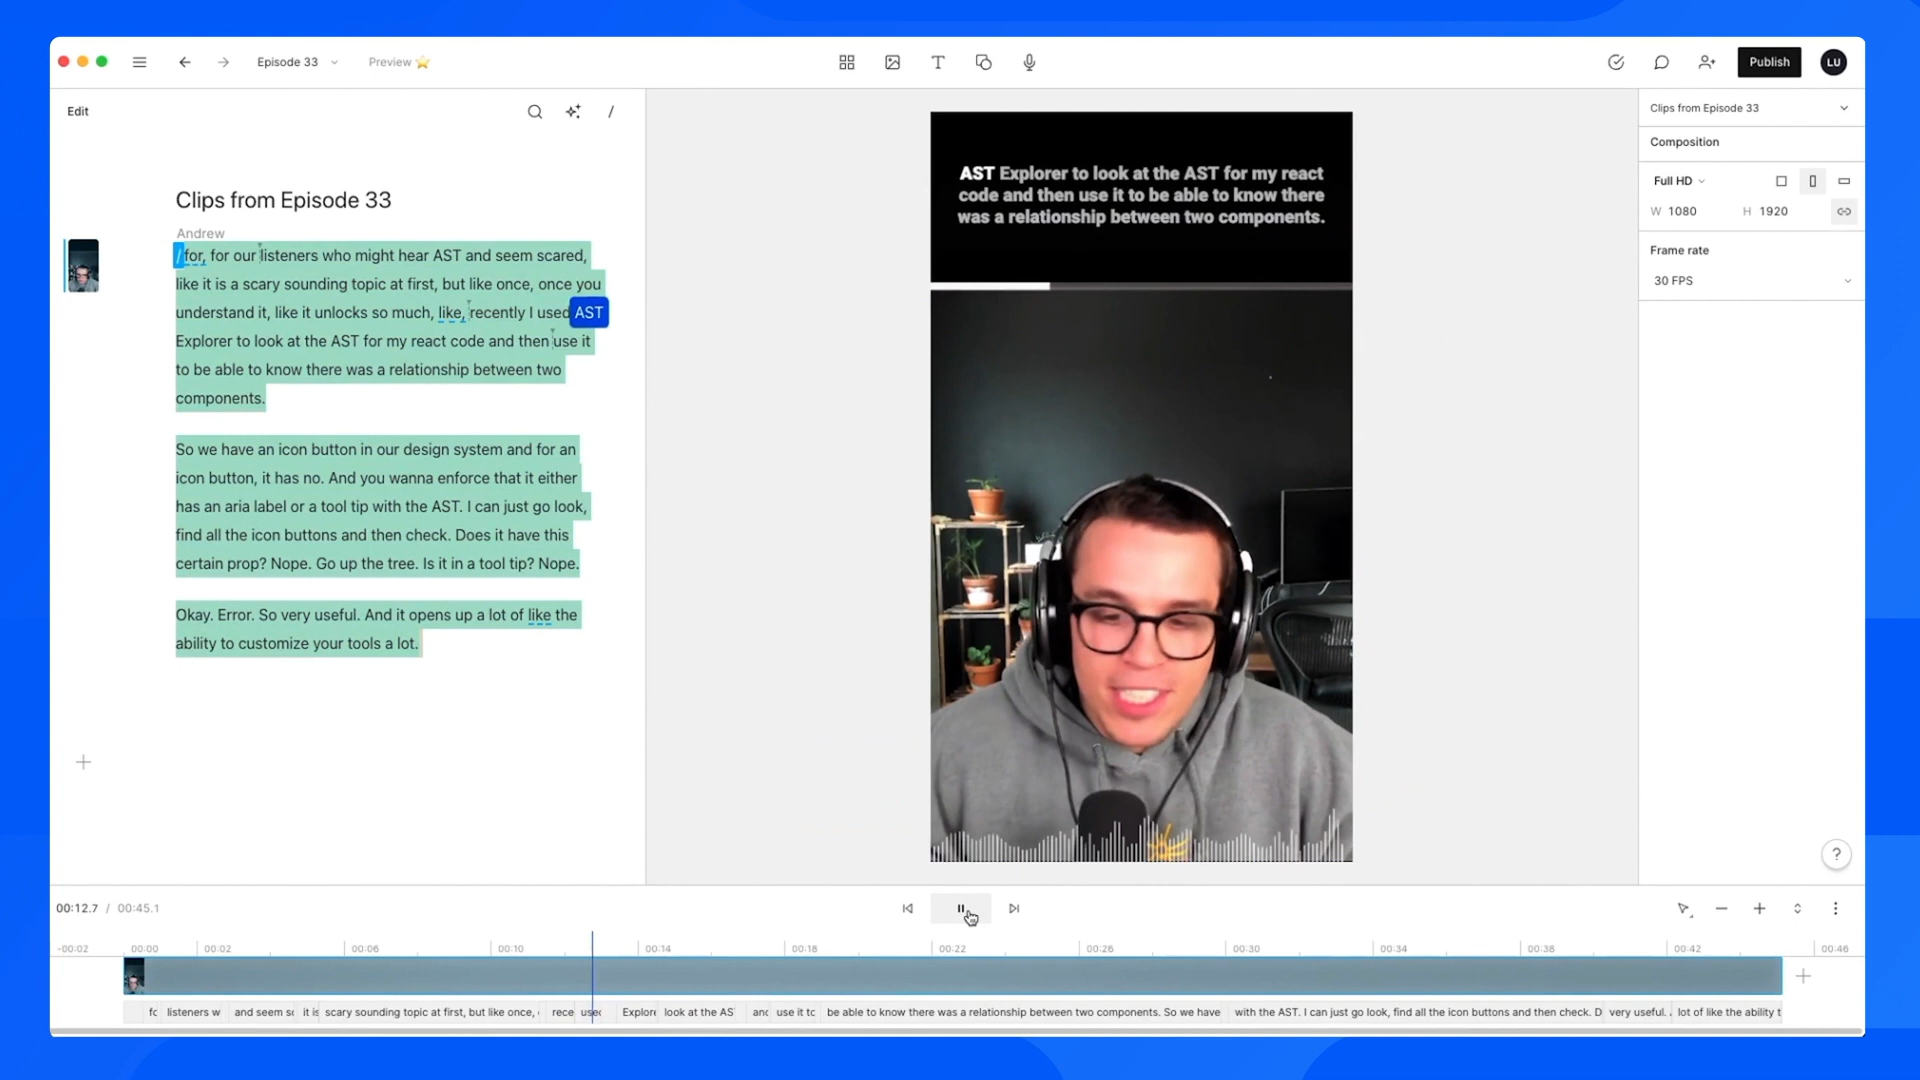 Episode 33
Preview ⭐
T
Publish
LU
Edit
/
Clips from Episode 33
Andrew
/ for, for our listeners who might hear AST and seem scared,
like it is a scary sounding topic at first, but like once, once you
understand it, like it unlocks so much, like, recently I used AST
Explorer to look at the AST for my react code and then use it
to be able to know there was a relationship between two
components.
So we have an icon button in our design system and for an
icon button, it has no. And you wanna enforce that it either
has an aria label or a tool tip with the AST. I can just go look,
find all the icon buttons and then check. Does it have this
certain prop? Nope. Go up the tree. Is it in a tool tip? Nope.
Okay. Error. So very useful. And it opens up a lot of like the
ability to customize your tools a lot.
AST Explorer to look at the AST for my react
code and then use it to be able to know there
was a relationship between two components.
Clips from Episode 33
Composition
Full HD
W 1080 H 1920
Frame rate
30 FPS
?
00:12.7 / 00:45.1
-00:02 00:00 00:02 00:06 00:10 00:14 00:18 00:22 00:26 00:30 00:34 00:38 00:42 00:46
fo listeners w and seem sc it is scary sounding topic at first, but like once, rece used Explore look at the AS and use it to be able to know there was a relationship between two components. So we have with the AST. I can just go look, find all the icon buttons and then check. D very useful. lot of like the ability t